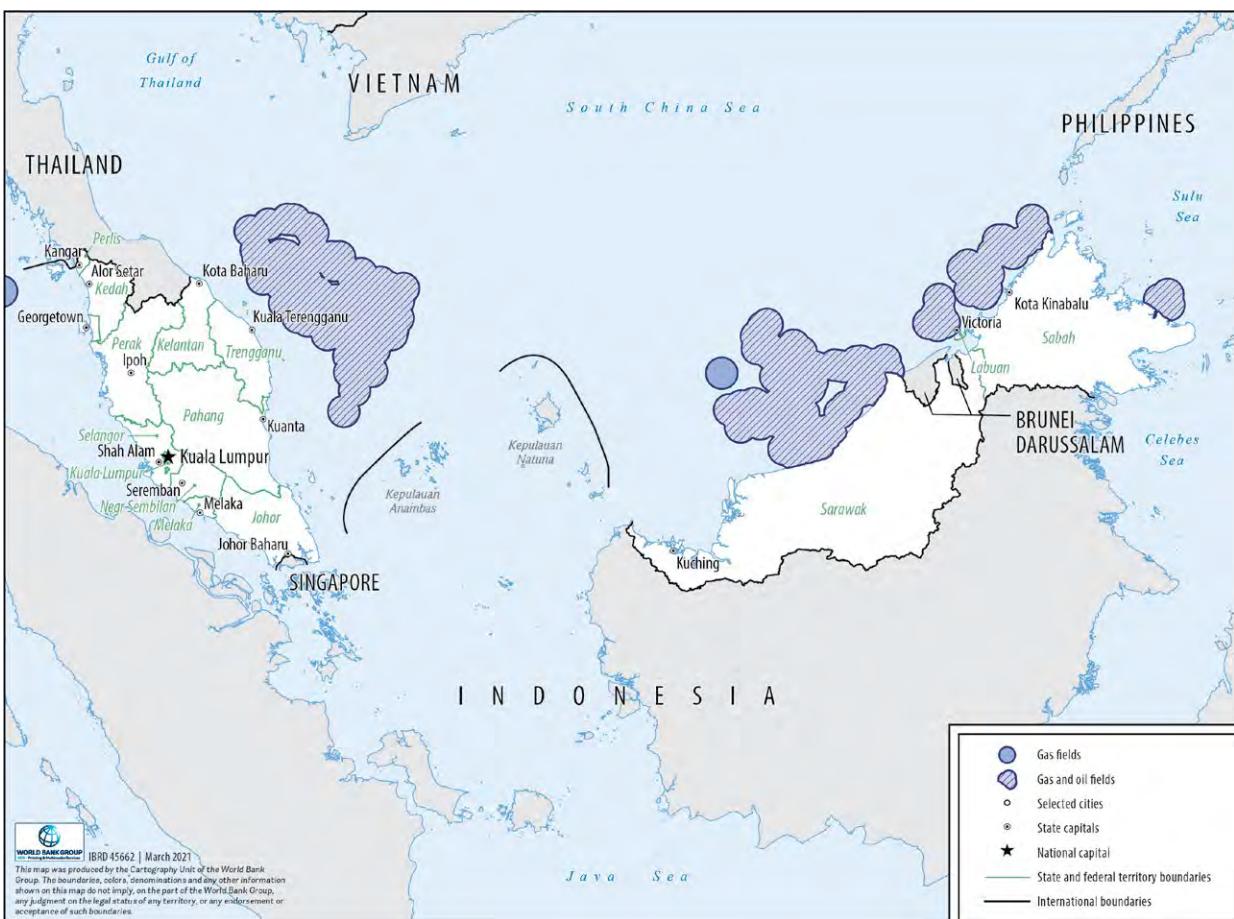 Gulf of
Thailand
VIETNAM
South China Sea
PHILIPPINES
THAILAND
Sulu
Sea
Perlis
Kangar
Alor Setar
Kedah
Kota Baharu
Georgetown
Kuala Terengganu
Perak
Kelantan
Trengganu
Ipoh
Kota Kinabalu
Victoria
Sabah
Labuan
Pahang
Kuanta
BRUNEI
DARUSSALAM
Selangor
Shah Alam
Kuala Lumpur
Kuala Lumpur
Seremban
Negr Sembilan
Melaka
Melaka
Johor
Johor Baharu
SINGAPORE
Kepulauan
Natuna
Kepulauan
Anambas
Celebes
Sea
Sarawak
Kuching
INDONESIA
Java Sea
Gas fields
Gas and oil fields
Selected cities
State capitals
National capital
State and federal territory boundaries
International boundaries
WORLD BANK GROUP
IBRD 45662 | March 2021
This map was produced by the Cartography Unit of the World Bank
Group. The boundaries, colors, denominations and any other information
shown on this map do not imply, on the part of the World Bank Group,
any judgment on the legal status of any territory, or any endorsement or
acceptance of such boundaries.